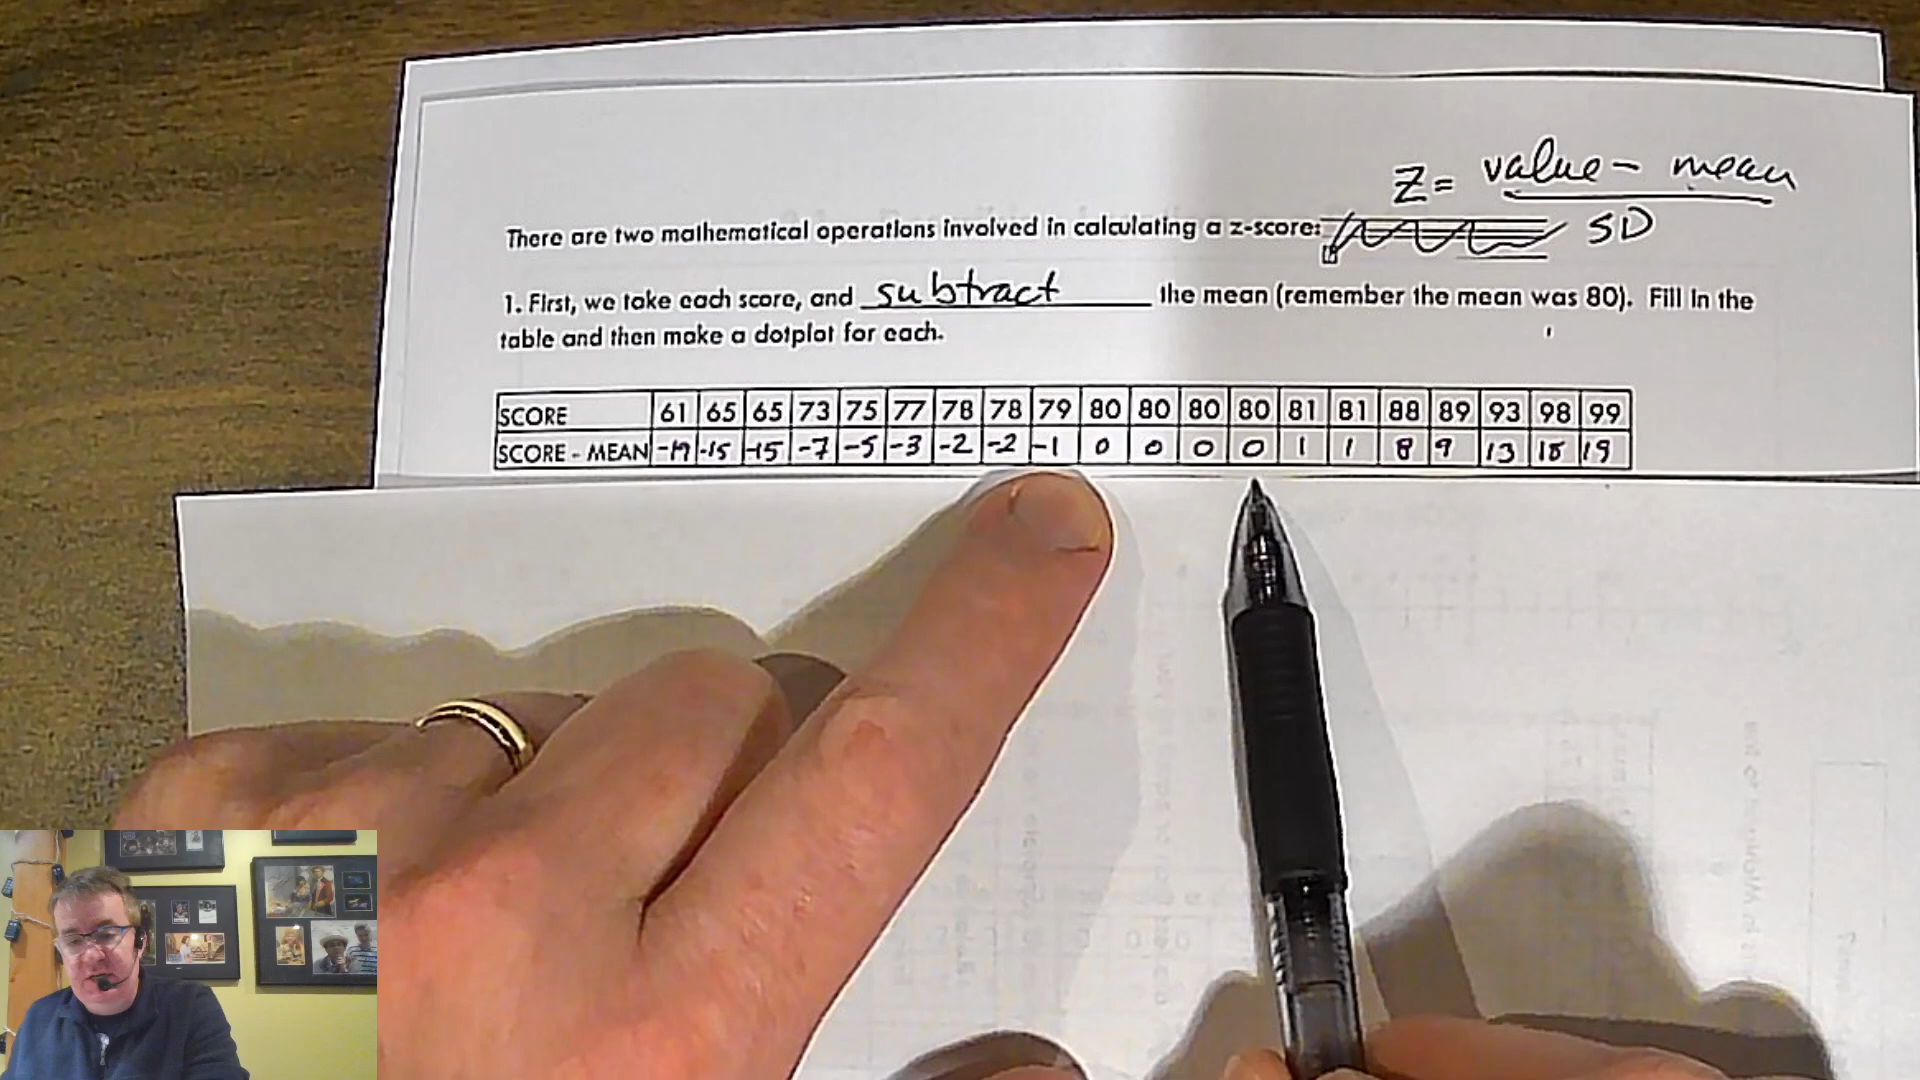 z = value - mean
SD
There are two mathematical operations involved in calculating a z-score:
1. First, we take each score, and subtract the mean (remember the mean was 80). Fill in the
table and then make a dotplot for each.
SCORE 61 65 65 73 75 77 78 78 79 80 80 80 80 81 81 88 89 93 98 99
SCORE - MEAN -19 -15 -15 -7 -5 -3 -2 -2 -1 0 0 0 0 1 1 8 9 13 18 19